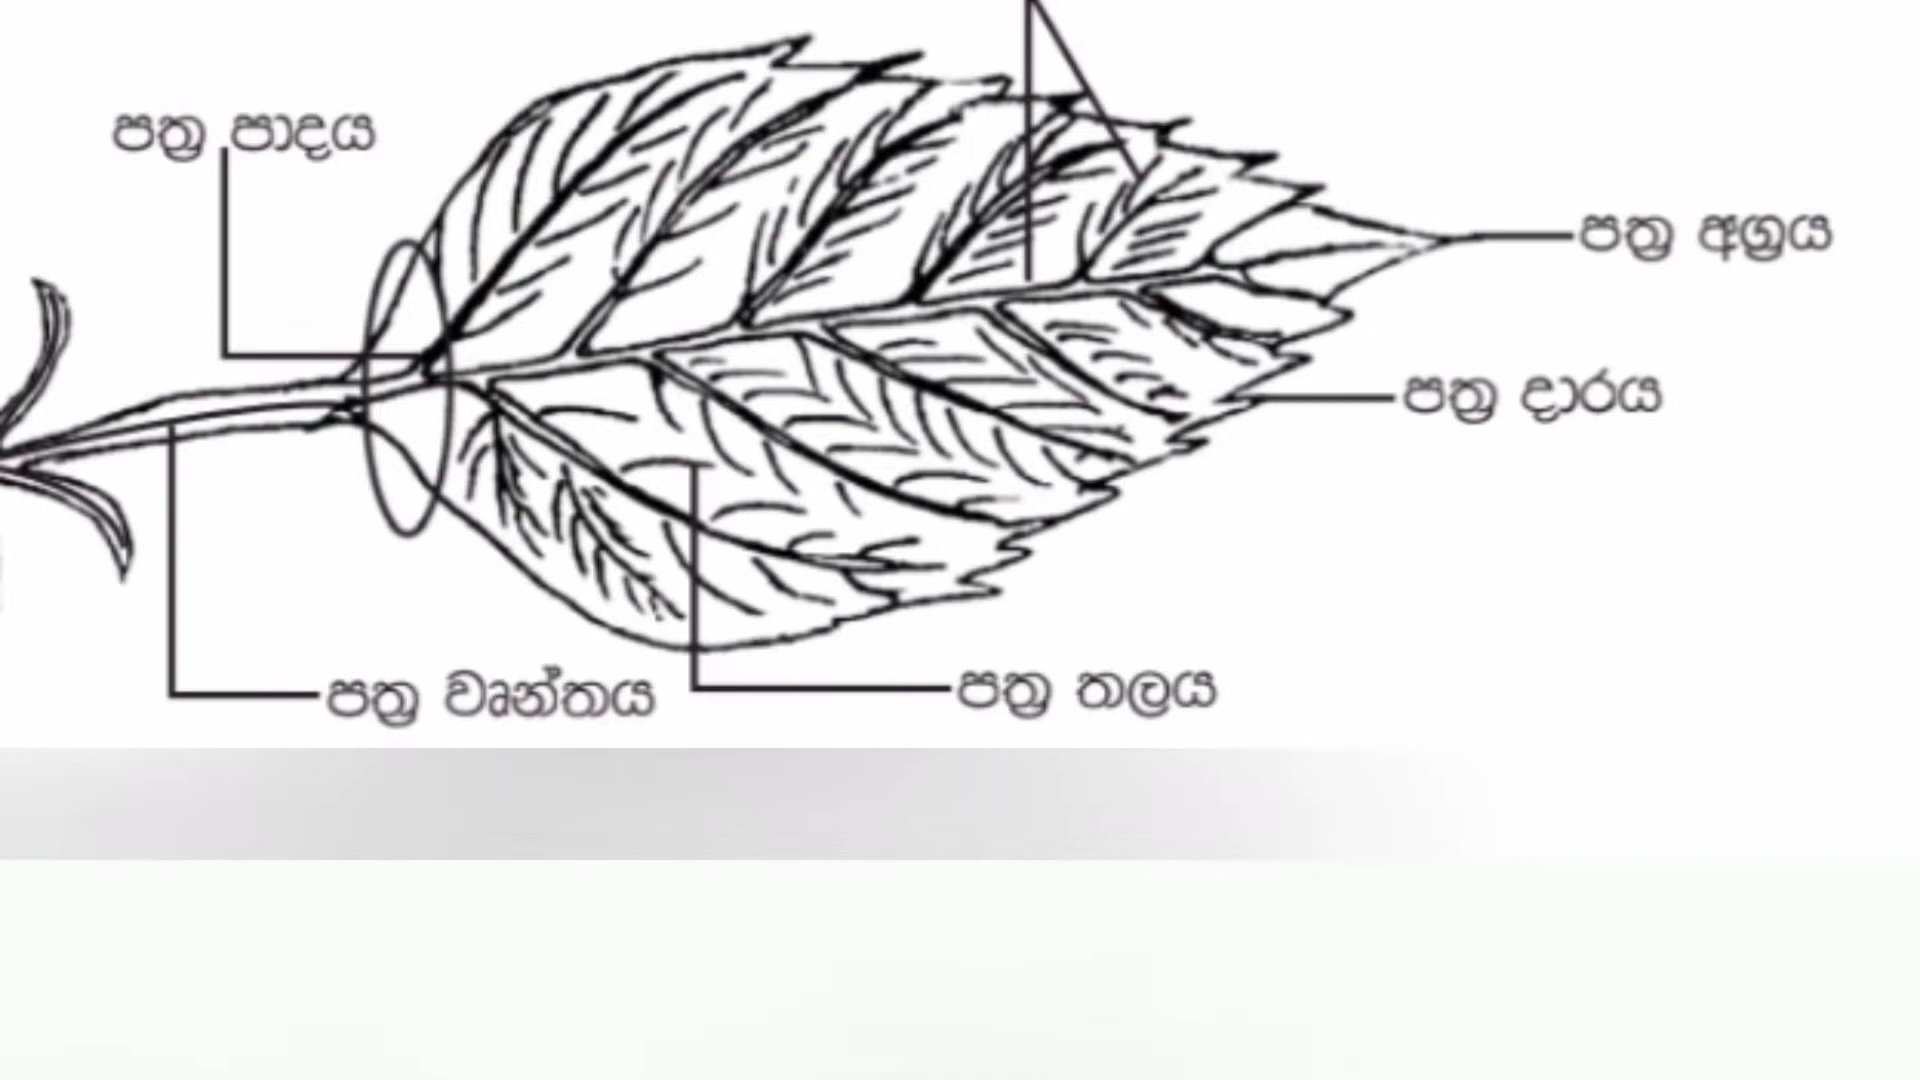 පත්‍ර පාදය
පත්‍ර අග්‍රය
පත්‍ර දාරය
පත්‍ර වෘන්තය
පත්‍ර තලය